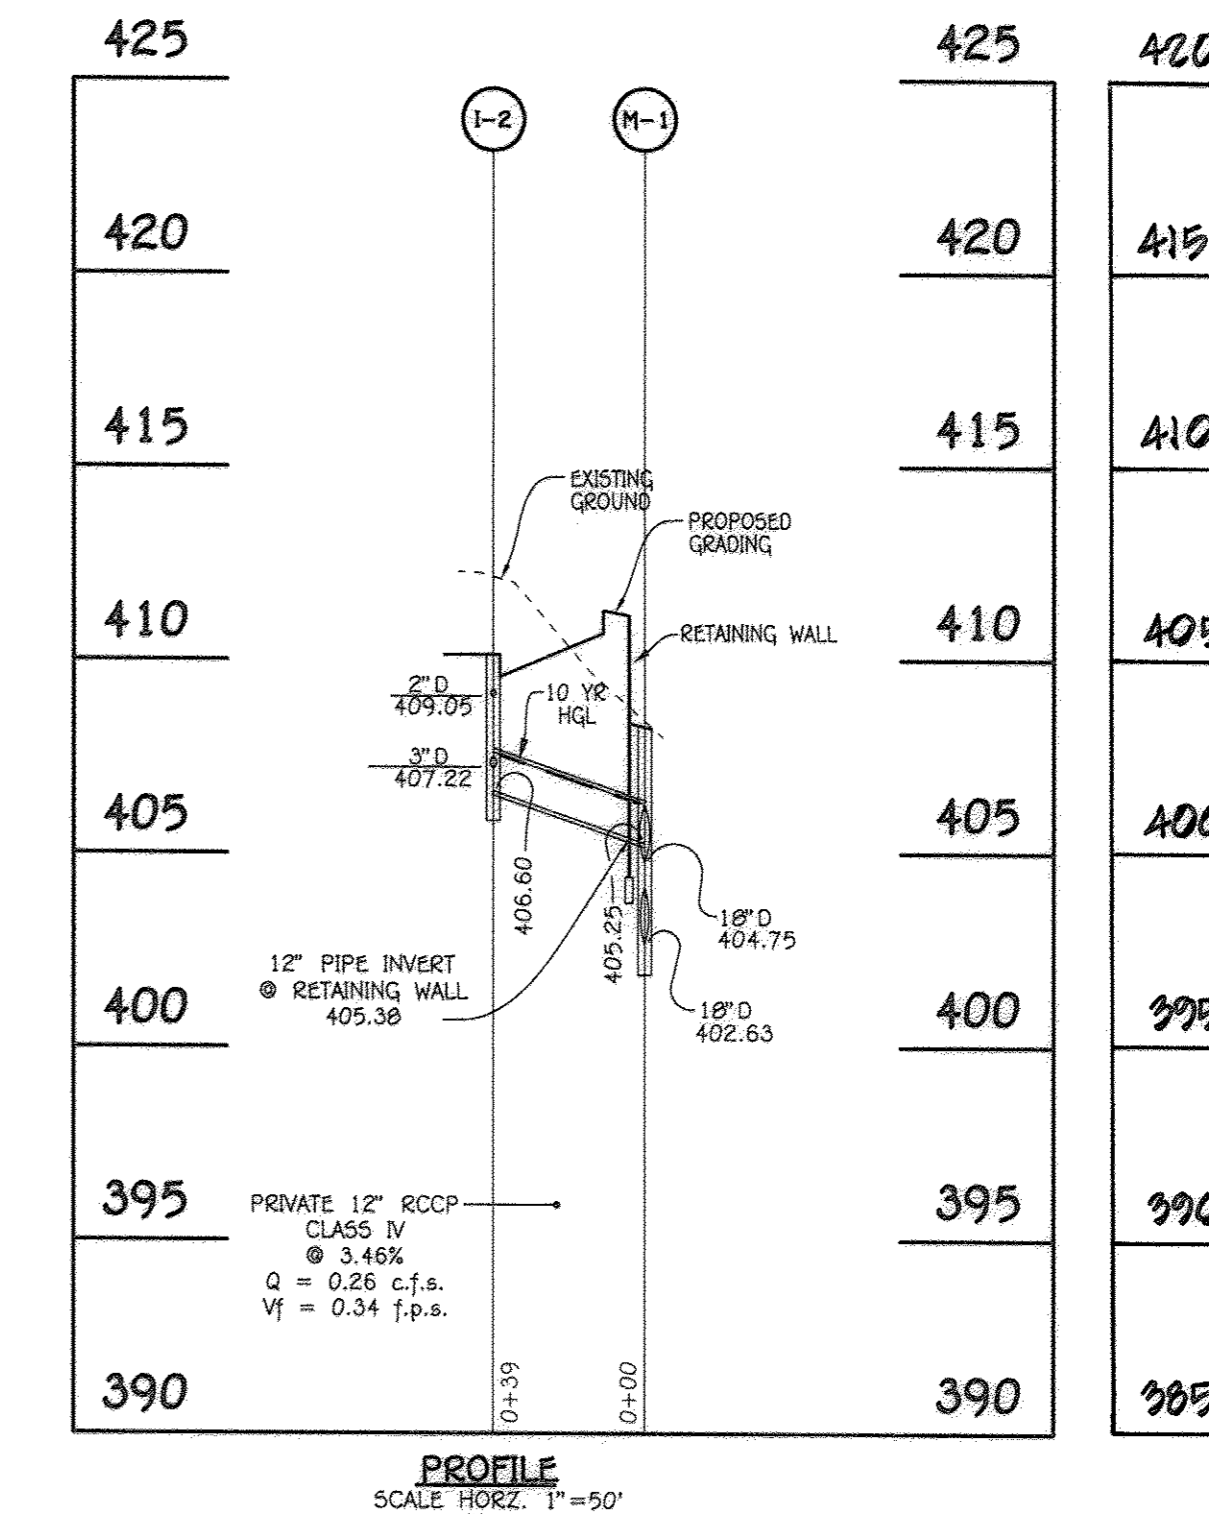 425
420
415
410
405
400
395
390
I-2
M-1
EXISTING
GROUND
PROPOSED
GRADING
RETAINING WALL
2"D
409.05
10 YR
HGL
3"D
407.22
406.60
405.25
18"D
404.75
18"D
402.63
12" PIPE INVERT
@ RETAINING WALL
405.38
PRIVATE 12" RCCP
CLASS IV
@ 3.46%
Q = 0.26 c.f.s.
Vf = 0.34 f.p.s.
0+39
0+00
425
420
415
410
405
400
395
390
420
415
410
405
400
395
390
385
PROFILE
SCALE HORZ. 1"=50'